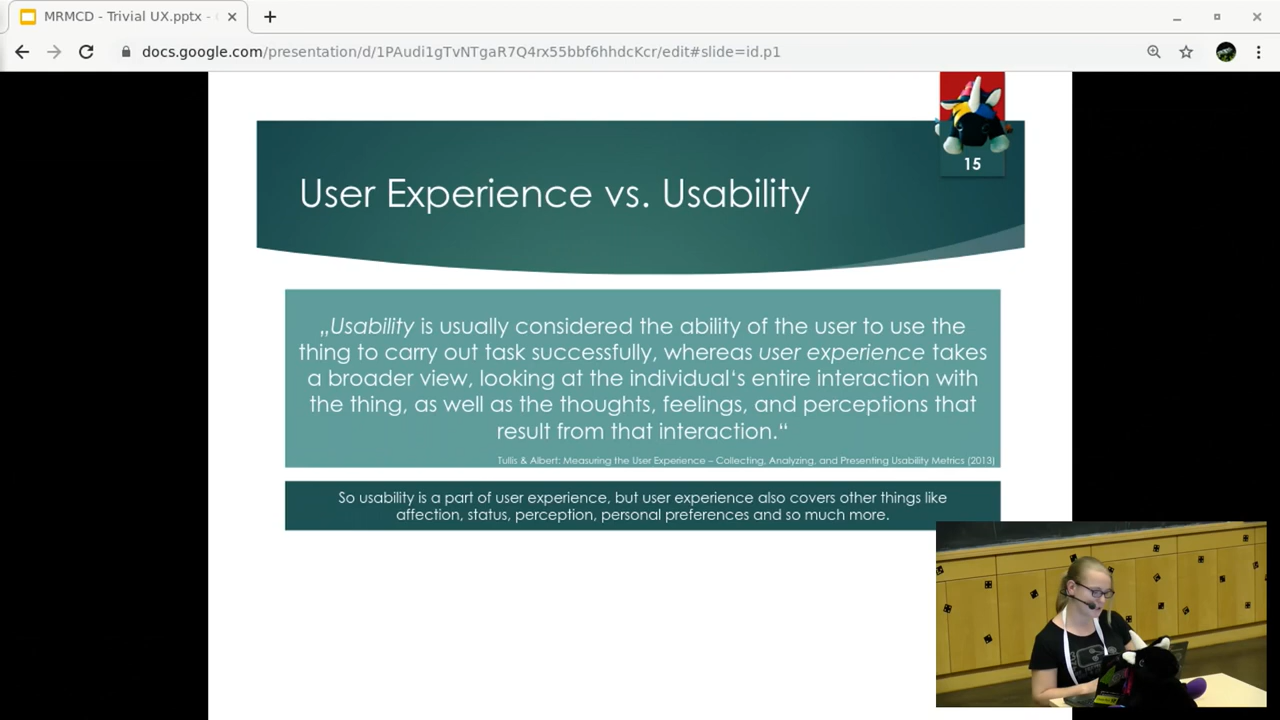 MRMCD - Trivial UX.pptx -
docs.google.com/presentation/d/1PAudi1gTvNTgaR7O4rx55bbf6hhdcKcr/edit#slide=id.p1
15
User Experience vs. Usability
„Usability is usually considered the ability of the user to use the
thing to carry out task successfully, whereas user experience takes
a broader view, looking at the individual‘s entire interaction with
the thing, as well as the thoughts, feelings, and perceptions that
result from that interaction.“
Tullis & Albert: Measuring the User Experience – Collecting, Analyzing, and Presenting Usability Metrics (2013)
So usability is a part of user experience, but user experience also covers other things like
affection, status, perception, personal preferences and so much more.